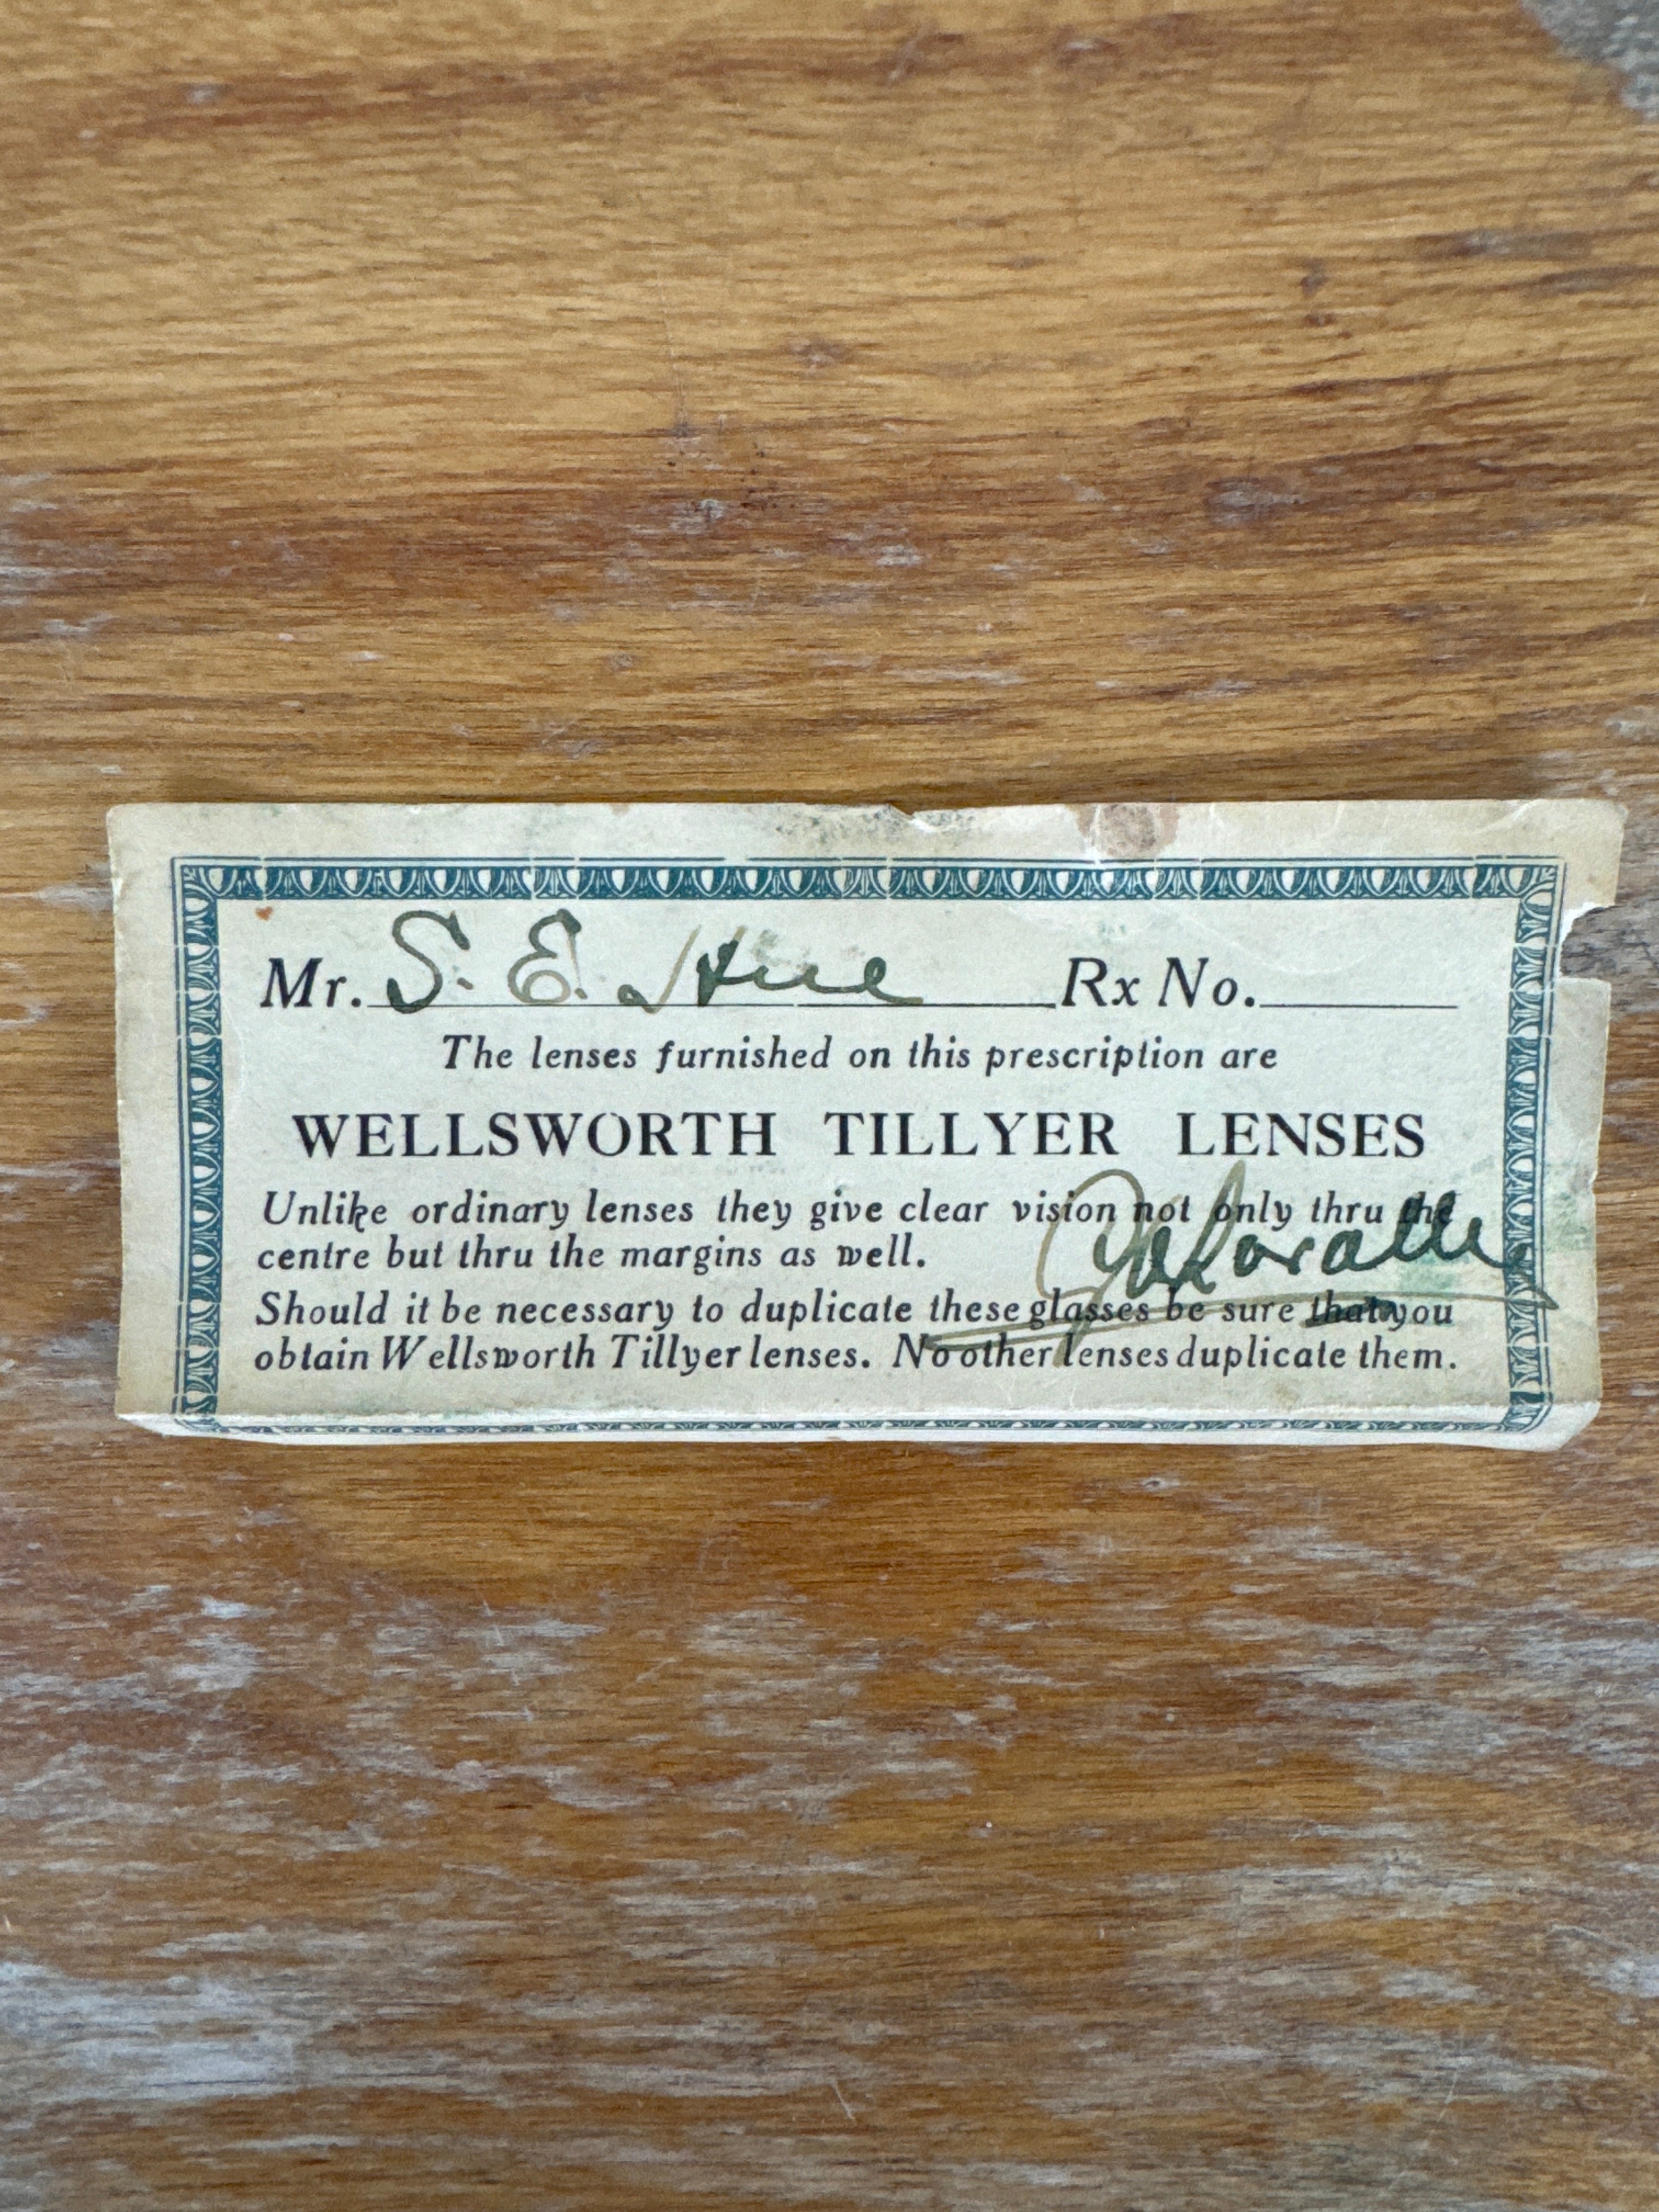 Mr. S. E. Hue Rx No.
The lenses furnished on this prescription are
WELLSWORTH TILLYER LENSES
Unlike ordinary lenses they give clear vision not only thru the
centre but thru the margins as well.
Should it be necessary to duplicate these glasses be sure that you
obtain Wellsworth Tillyer lenses. No other lenses duplicate them.